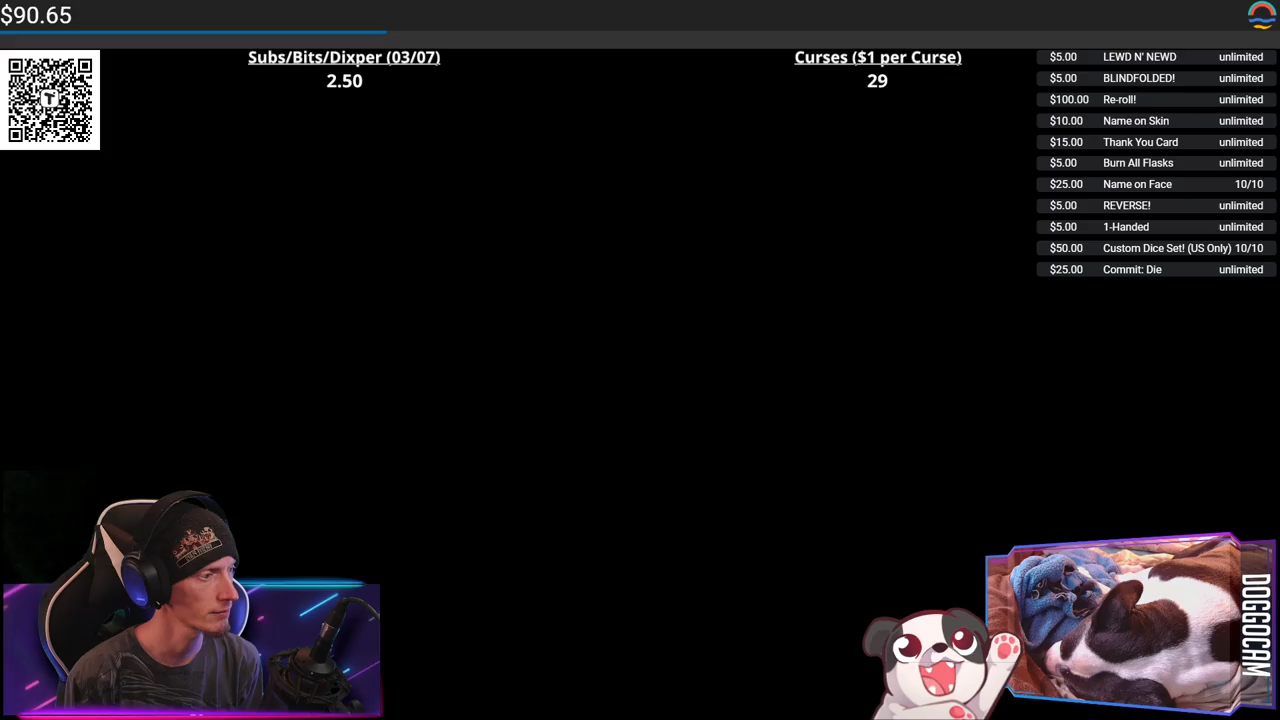 $90.65
Subs/Bits/Dixper (03/07)
2.50
Curses ($1 per Curse)
29
$5.00 LEWD N' NEWD unlimited
$5.00 BLINDFOLDED! unlimited
$100.00 Re-roll! unlimited
$10.00 Name on Skin unlimited
$15.00 Thank You Card unlimited
$5.00 Burn All Flasks unlimited
$25.00 Name on Face 10/10
$5.00 REVERSE! unlimited
$5.00 1-Handed unlimited
$50.00 Custom Dice Set! (US Only) 10/10
$25.00 Commit: Die unlimited
DOGGOCAM